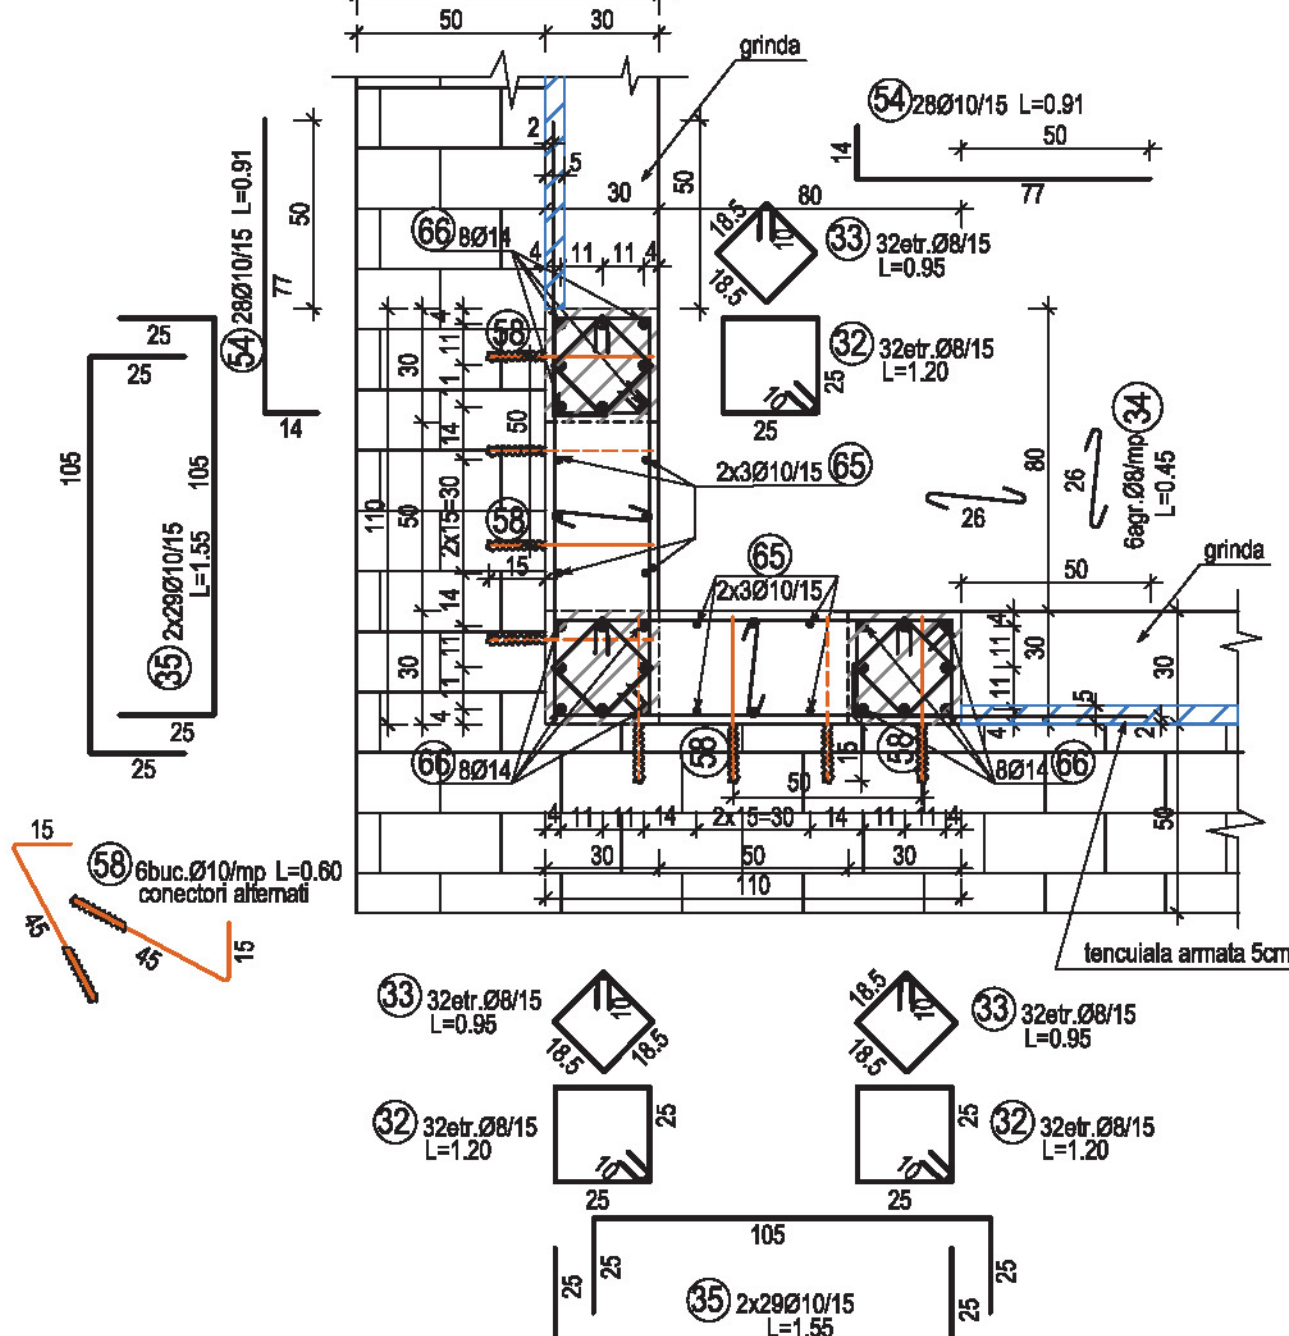 50
30
grinda
54 28Ø10/15 L=0.91
50
14
77
2
5
30
50
80
54 28Ø10/15 L=0.91
50
77
14
66 8Ø14
4 11 11 4
18.5
10
18.5
33 32etr.Ø8/15
L=0.95
32 32etr.Ø8/15
L=1.20
25
10
25
25
25
105
105
35 2x29Ø10/15
L=1.55
25
25
58
4
11
1
14
2x15=30
14
11
1
4
30
50
30
110
50
58
15
2x3Ø10/15 65
65
2x3Ø10/15
80
26
26
34
6agr.Ø8/mp
L=0.45
grinda
50
4
11
11
4
30
5
2
30
50
66 8Ø14
58
15
58
8Ø14 66
50
4 11 11 14 2x15=30 14 11 11 4
30 50 30
110
15
58 6buc.Ø10/mp L=0.60
conectori alternati
45
45
15
tencuiala armata 5cm
33 32etr.Ø8/15
L=0.95
10
18.5
18.5
18.5
10
18.5
33 32etr.Ø8/15
L=0.95
32 32etr.Ø8/15
L=1.20
25
10
25
25
10
25
32 32etr.Ø8/15
L=1.20
105
25
25
25
25
35 2x29Ø10/15
L=1.55